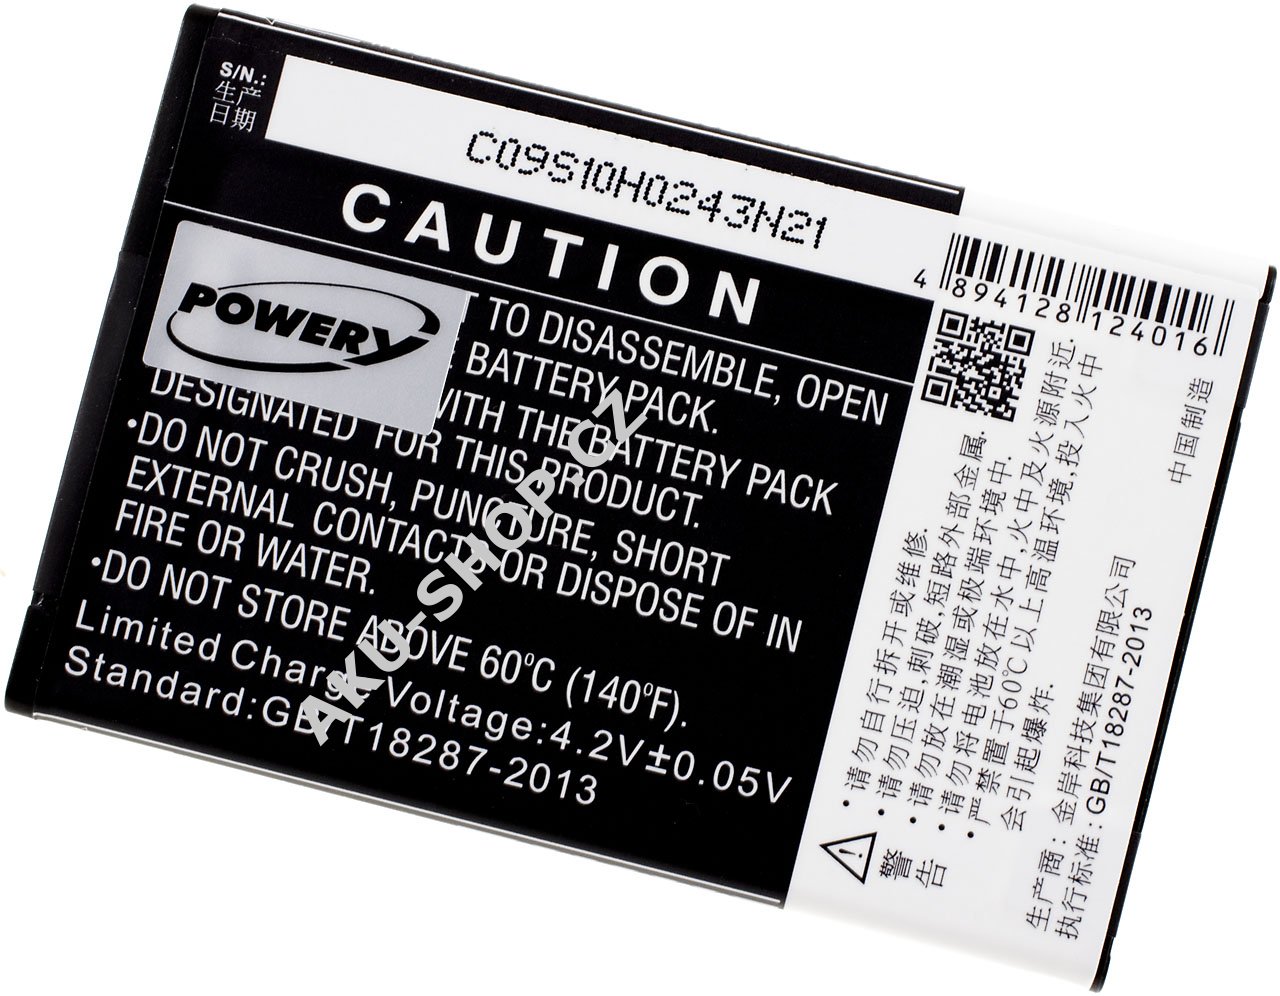 S/N.:
生产
日期
C09S10H0243N21
CAUTION
POWERY
TO DISASSEMBLE, OPEN
BATTERY PACK.
WITH THE BATTERY PACK
DESIGNATED FOR THIS PRODUCT.
•DO NOT CRUSH, PUNCTURE, SHORT
EXTERNAL CONTACT, OR DISPOSE OF IN
FIRE OR WATER.
•DO NOT STORE ABOVE 60ºC (140ºF).
Limited Charge Voltage:4.2V±0.05V
Standard:GB/T18287-2013
AKU-SHOP.CZ
4 894128 124016
中国制造
警告
•请勿自行拆开或维修.
•请勿压迫,刺破,短路外部金属.
•请勿放在潮湿或极端环境中.
•请勿将电池放在水中,火中及火源附近.
•严禁置于60℃以上高温环境,投入火中
会引起爆炸.
生产商:金岸科技集团有限公司
执行标准:GB/T18287-2013